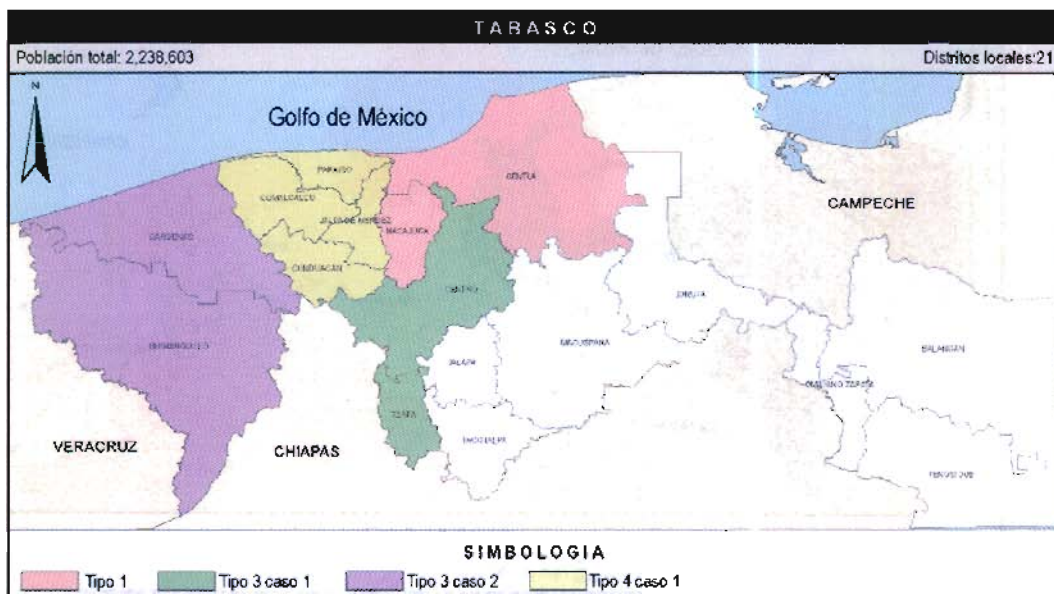 TABASCO
Población total: 2,238,603
Distritos locales:21
N
Golfo de México
PARAISO
CENTLA
COMALCALCO
CAMPECHE
JALPA DE MENDEZ
NACAJUCA
CARDENAS
CUNDUACAN
CENTRO
JONUTA
HUIMANGUILLO
MACUSPANA
BALANCAN
JALAPA
EMILIANO ZAPATA
TEAPA
VERACRUZ
CHIAPAS
TACOTALPA
TENOSIQUE
SIMBOLOGIA
Tipo 1
Tipo 3 caso 1
Tipo 3 caso 2
Tipo 4 caso 1